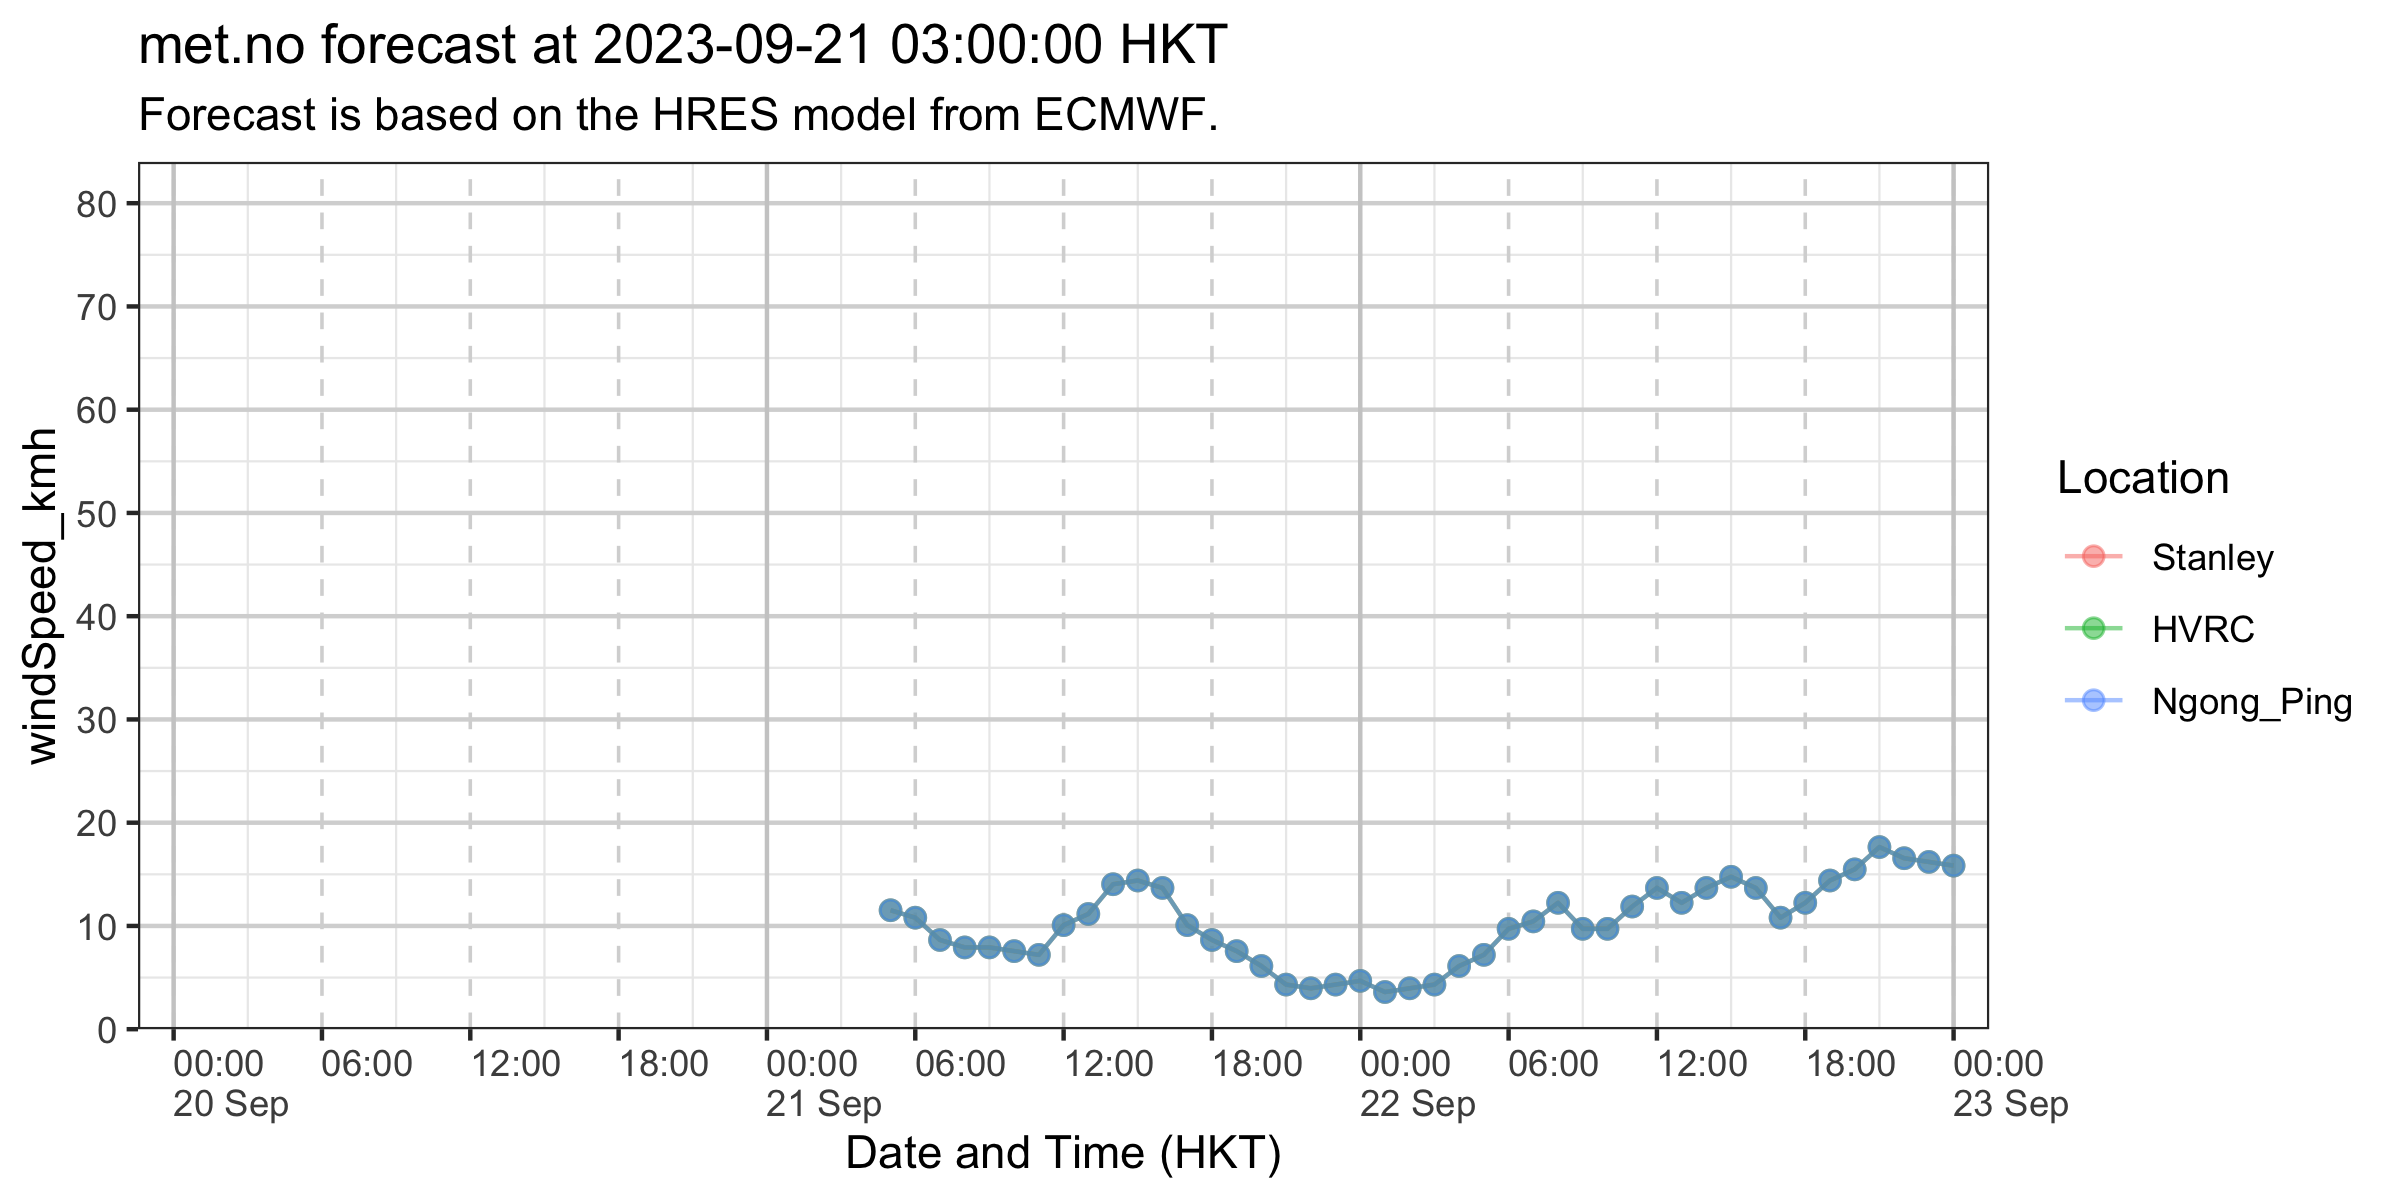 met.no forecast at 2023-09-21 03:00:00 HKT
Forecast is based on the HRES model from ECMWF.
windSpeed_kmh
80
70
60
50
40
30
20
10
0
00:00 06:00 12:00 18:00 00:00 06:00 12:00 18:00 00:00 06:00 12:00 18:00 00:00
20 Sep 21 Sep 22 Sep 23 Sep
Date and Time (HKT)
Location
Stanley
HVRC
Ngong_Ping